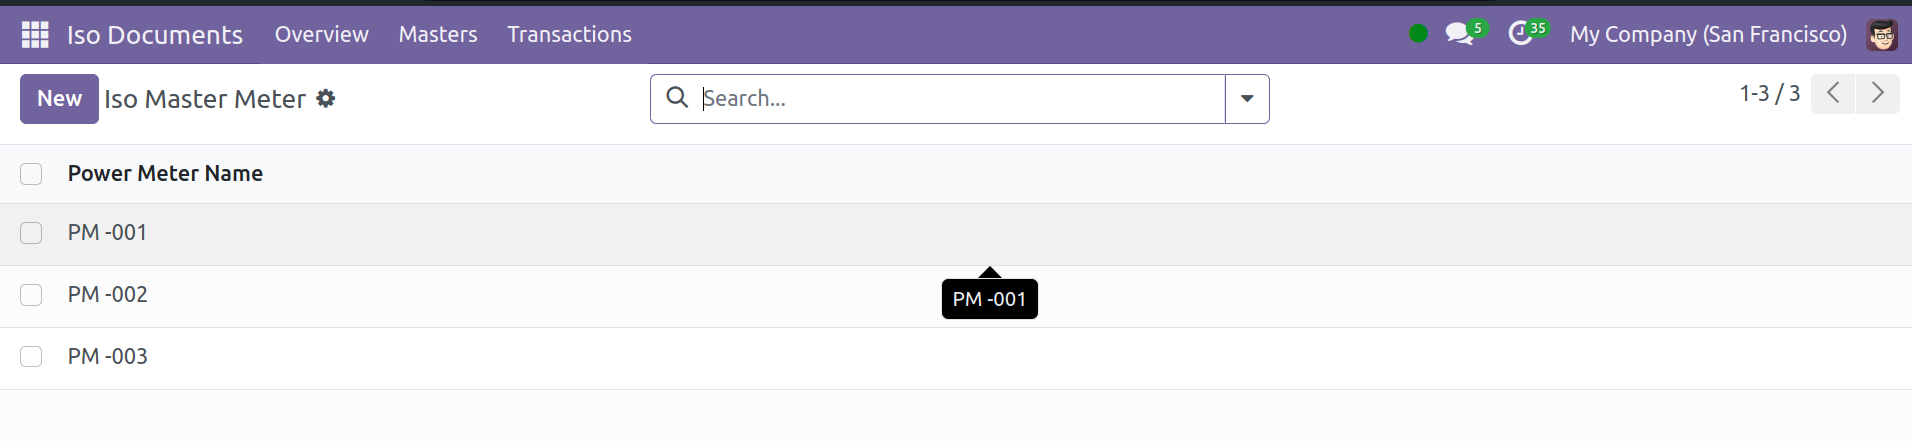 Iso Documents Overview Masters Transactions 5 35 My Company (San Francisco)
New Iso Master Meter Search... 1-3 / 3
Power Meter Name
PM -001
PM -002
PM -001
PM -003